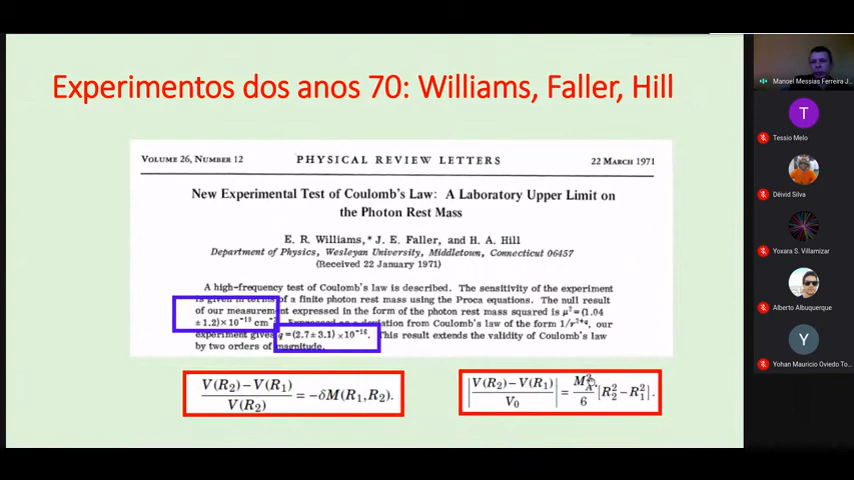 Experimentos dos anos 70: Williams, Faller, Hill
VOLUME 26, NUMBER 12 PHYSICAL REVIEW LETTERS 22 MARCH 1971
New Experimental Test of Coulomb's Law: A Laboratory Upper Limit on
the Photon Rest Mass
E. R. Williams,* J. E. Faller, and H. A. Hill
Department of Physics, Wesleyan University, Middletown, Connecticut 06457
(Received 22 January 1971)
A high-frequency test of Coulomb's law is described. The sensitivity of the experiment
is given in terms of a finite photon rest mass using the Proca equations. The null result
of our measurement expressed in the form of the photon rest mass squared is μ²=(1.04
±1.2)×10⁻¹⁹ cm⁻². Expressed as a deviation from Coulomb's law of the form 1/r²⁺q, our
experiment gives q=(2.7±3.1)×10⁻¹⁶. This result extends the validity of Coulomb's law
by two orders of magnitude.
V(R₂)−V(R₁)/V(R₂) = −δM(R₁,R₂).
|V(R₂)−V(R₁)/V₀| = M²_A/6 [R₂²−R₁²].
Manoel Messias Ferreira J...
T
Tessio Melo
Déivid Silva
Yoxara S. Villamizar
Alberto Albuquerque
Y
Yohan Mauricio Oviedo To...